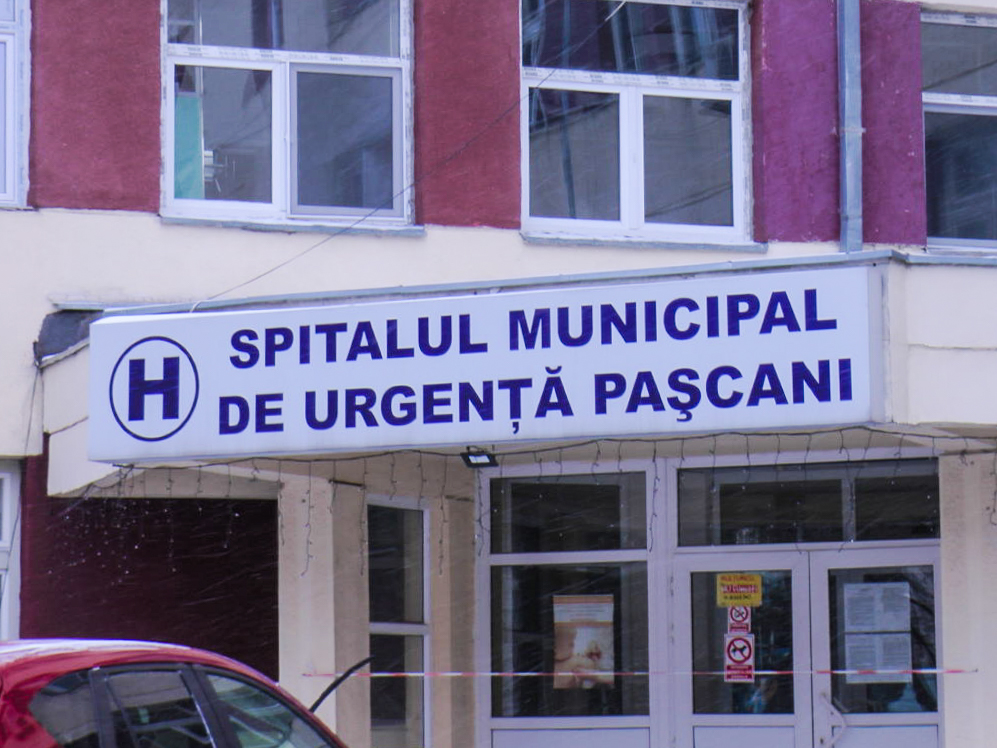 H
SPITALUL MUNICIPAL
DE URGENȚĂ PAŞCANI